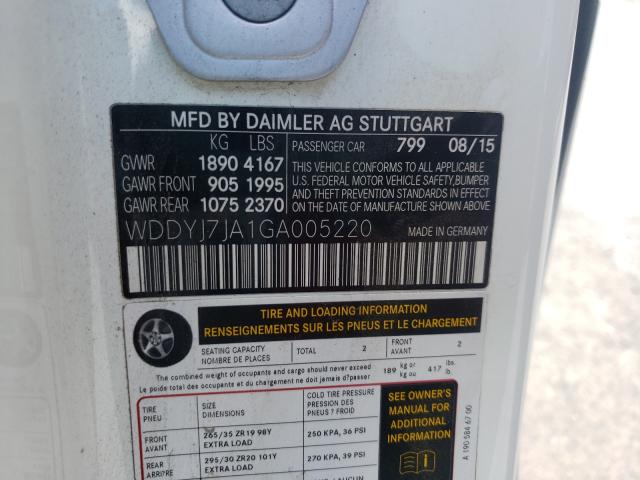 MFD BY DAIMLER AG STUTTGART
KG LBS
PASSENGER CAR 799 08/15
GVWR 1890 4167
GAWR FRONT 905 1995
GAWR REAR 1075 2370
THIS VEHICLE CONFORMS TO ALL APPLICABLE
U.S. FEDERAL MOTOR VEHICLE SAFETY, BUMPER,
AND THEFT PREVENTION STANDARDS IN EFFECT
ON THE DATE OF MANUFACTURE SHOWN ABOVE.
WDDYJ7JA1GA005220
MADE IN GERMANY
TIRE AND LOADING INFORMATION
RENSEIGNEMENTS SUR LES PNEUS ET LE CHARGEMENT
SEATING CAPACITY
NOMBRE DE PLACES
TOTAL 2
FRONT
AVANT
2
The combined weight of occupants and cargo should never exceed
Le poids total des occupants et du chargement ne doit jamais d'passer
189 kg or
kg ou
417 lbs.
lb.
TIRE
PNEU
SIZE
DIMENSIONS
COLD TIRE PRESSURE
PRESSION DES
PNEUS ? FROID
FRONT
AVANT
265/35 ZR19 98Y
EXTRA LOAD
250 KPA, 36 PSI
REAR
ARRIERE
295/30 ZR20 101Y
EXTRA LOAD
270 KPA, 39 PSI
SEE OWNER'S
MANUAL FOR
ADDITIONAL
INFORMATION
A 190 584 67 00